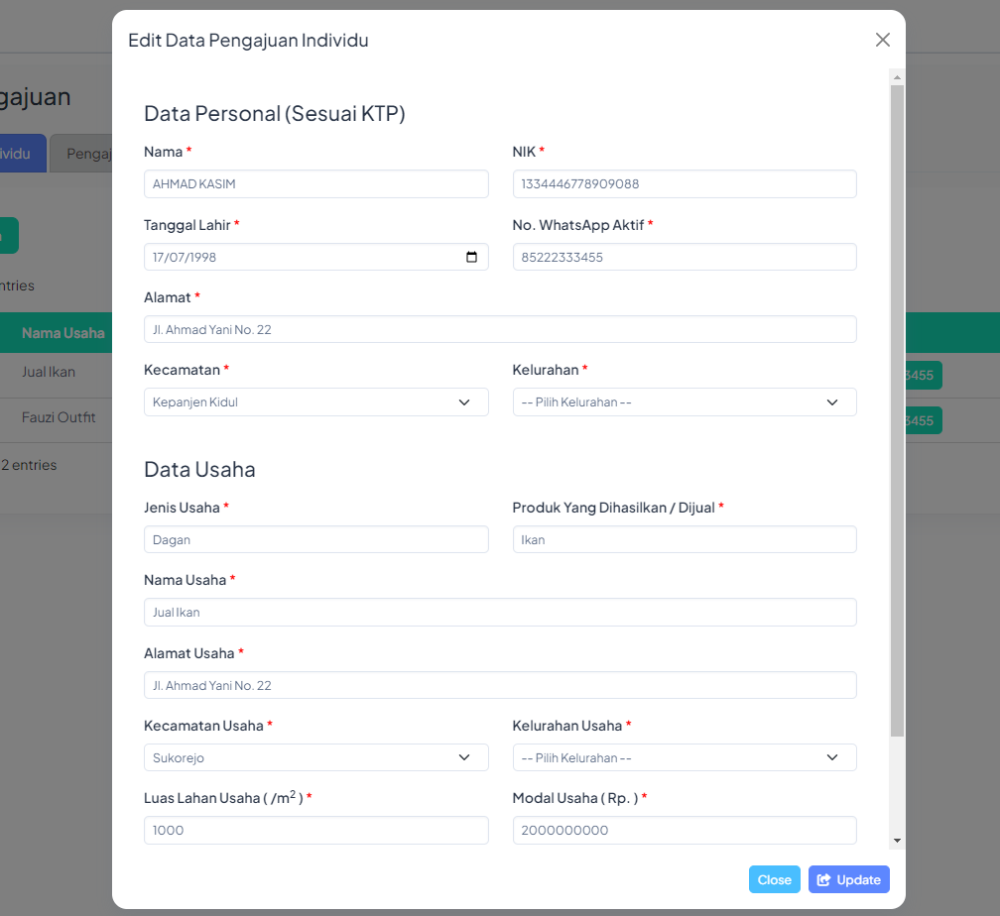 Edit Data Pengajuan Individu
gajuan
ividu
Pengaj
ntries
Nama Usaha
Jual Ikan
3455
Fauzi Outfit
3455
2 entries
Data Personal (Sesuai KTP)
Nama * NIK *
AHMAD KASIM 1334446778909088
Tanggal Lahir * No. WhatsApp Aktif *
17/07/1998 85222333455
Alamat *
Jl. Ahmad Yani No. 22
Kecamatan * Kelurahan *
Kepanjen Kidul -- Pilih Kelurahan --
Data Usaha
Jenis Usaha * Produk Yang Dihasilkan / Dijual *
Dagan Ikan
Nama Usaha *
Jual Ikan
Alamat Usaha *
Jl. Ahmad Yani No. 22
Kecamatan Usaha * Kelurahan Usaha *
Sukorejo -- Pilih Kelurahan --
Luas Lahan Usaha ( /m² ) * Modal Usaha ( Rp. ) *
1000 2000000000
Close Update